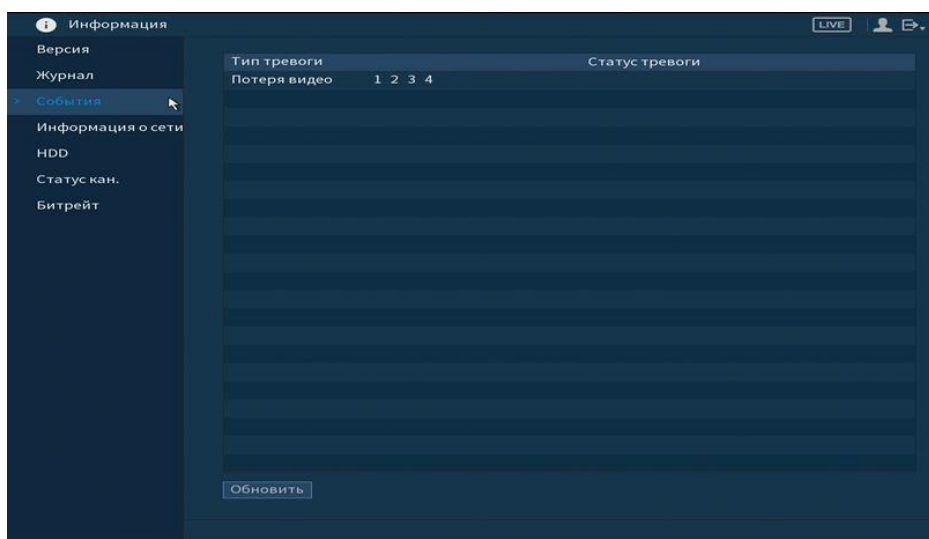 Информация
LIVE
Версия
Журнал
События
Информация о сети
HDD
Статус кан.
Битрейт
Тип тревоги Статус тревоги
Потеря видео 1 2 3 4
Обновить